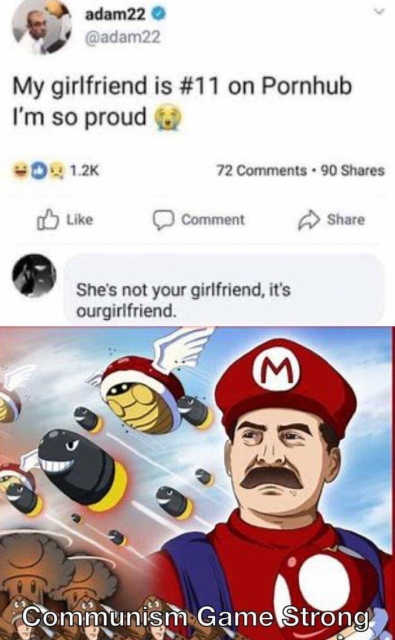 adam22
@adam22
My girlfriend is #11 on Pornhub
I'm so proud 😭
1.2K 72 Comments • 90 Shares
Like Comment Share
She's not your girlfriend, it's
ourgirlfriend.
M
Communism Game Strong